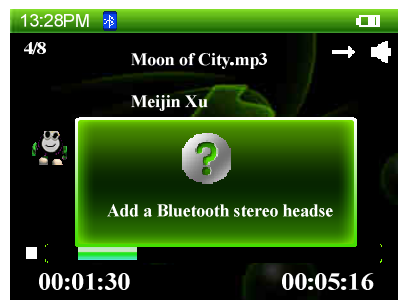 13:28PM
4/8
Moon of City.mp3
Meijin Xu
?
Add a Bluetooth stereo headse
00:01:30
00:05:16